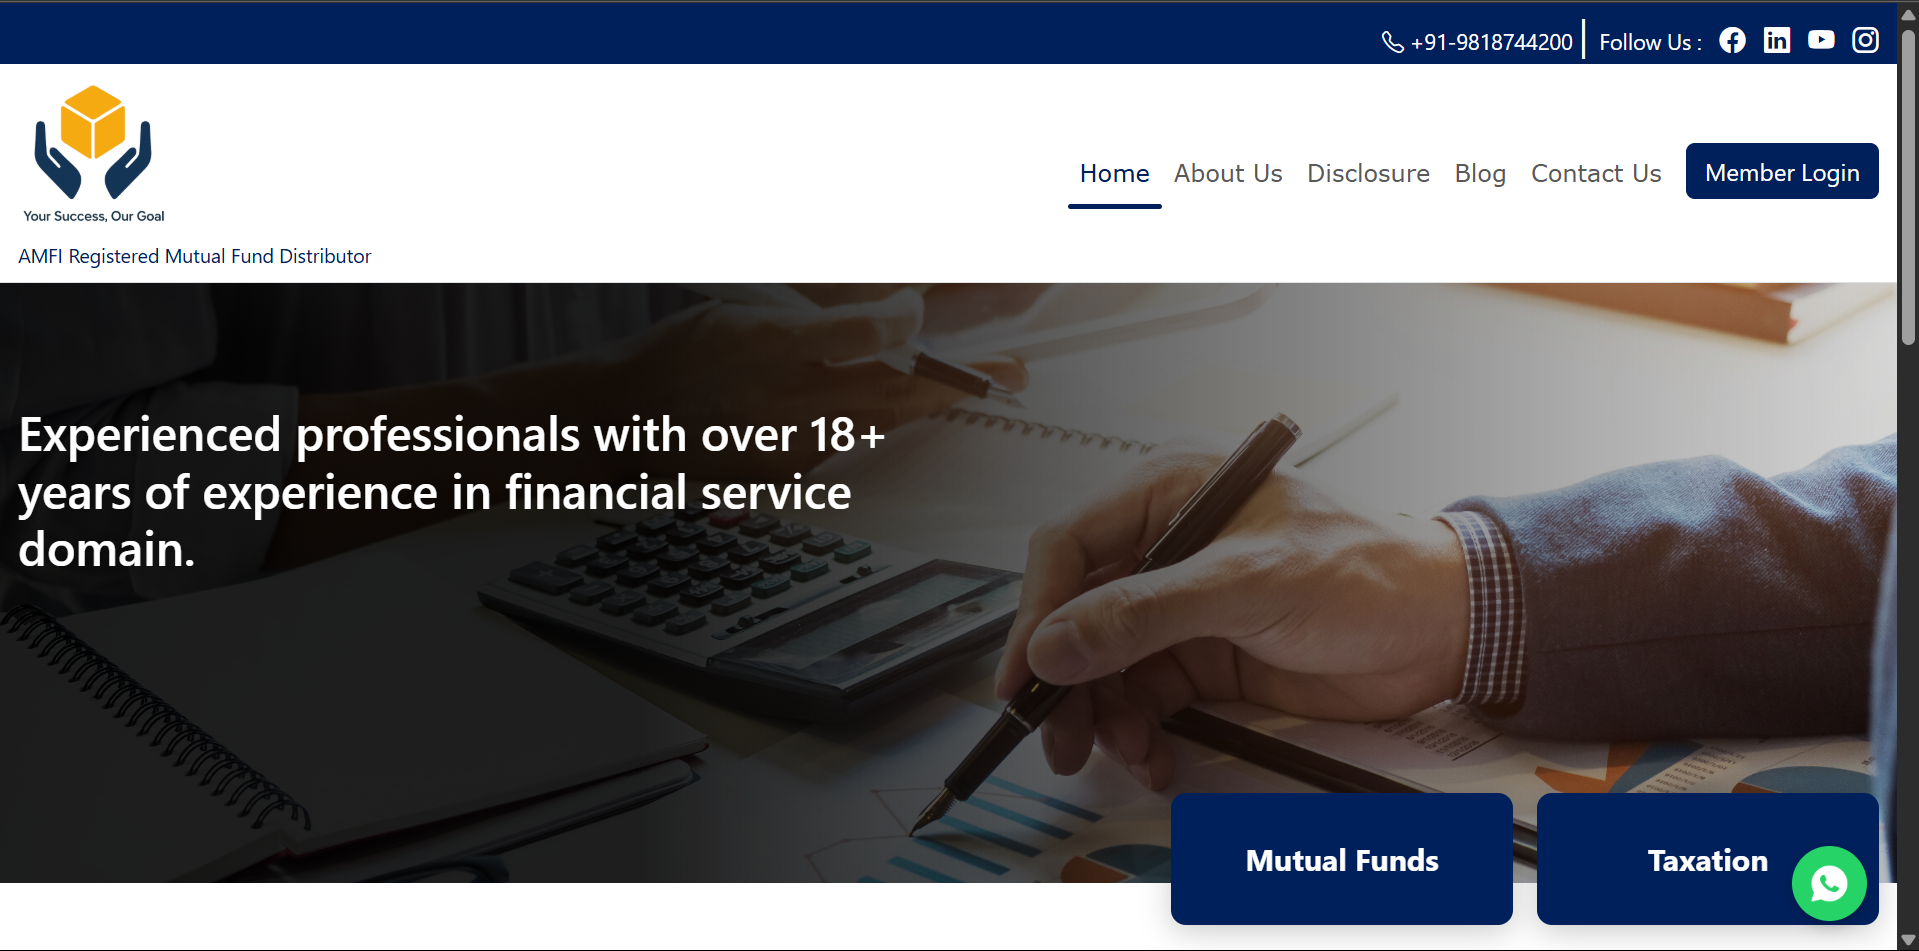 +91-9818744200
Follow Us :
Your Success, Our Goal
AMFI Registered Mutual Fund Distributor
Home
About Us
Disclosure
Blog
Contact Us
Member Login
Experienced professionals with over 18+
years of experience in financial service
domain.
Mutual Funds
Taxation